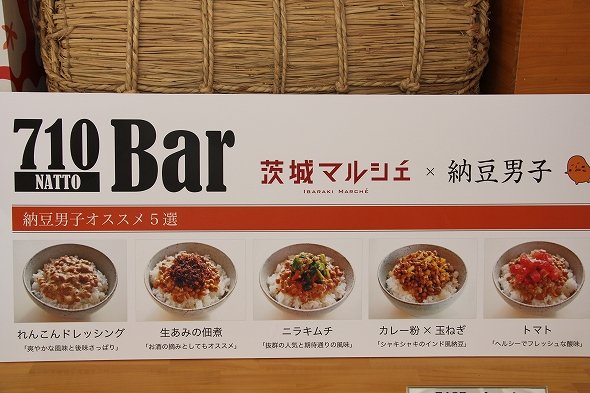 710
NATTO
Bar
茨城マルシェ
IBARAKI MARCHÉ
×
納豆男子
納豆男子オススメ5選
れんこんドレッシング
「爽やかな風味と後味さっぱり」
生あみの佃煮
「お酒の摘みとしてもオススメ」
ニラキムチ
「抜群の人気と期待通りの風味」
カレー粉×玉ねぎ
「シャキシャキのインド風納豆」
トマト
「ヘルシーでフレッシュな酸味」